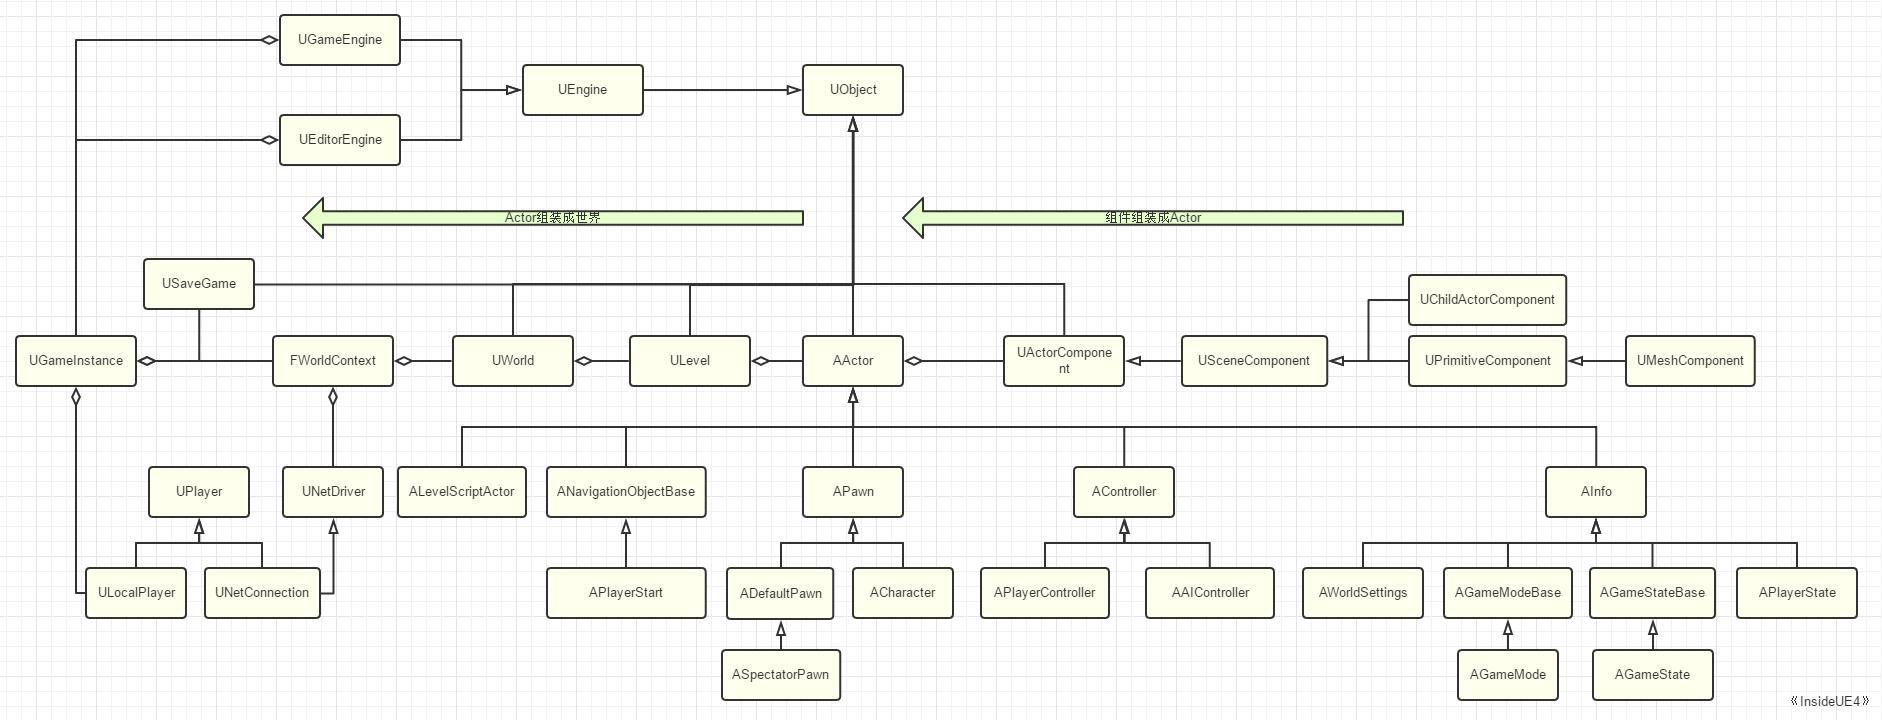 UGameEngine
UEngine
UObject
UEditorEngine
Actor组装成世界
组件组装成Actor
USaveGame
UChildActorComponent
UGameInstance
FWorldContext
UWorld
ULevel
AActor
UActorCompone
nt
USceneComponent
UPrimitiveComponent
UMeshComponent
UPlayer
UNetDriver
ALevelScriptActor
ANavigationObjectBase
APawn
AController
AInfo
ULocalPlayer
UNetConnection
APlayerStart
ADefaultPawn
ACharacter
APlayerController
AAIController
AWorldSettings
AGameModeBase
AGameStateBase
APlayerState
ASpectatorPawn
AGameMode
AGameState
《InsideUE4》